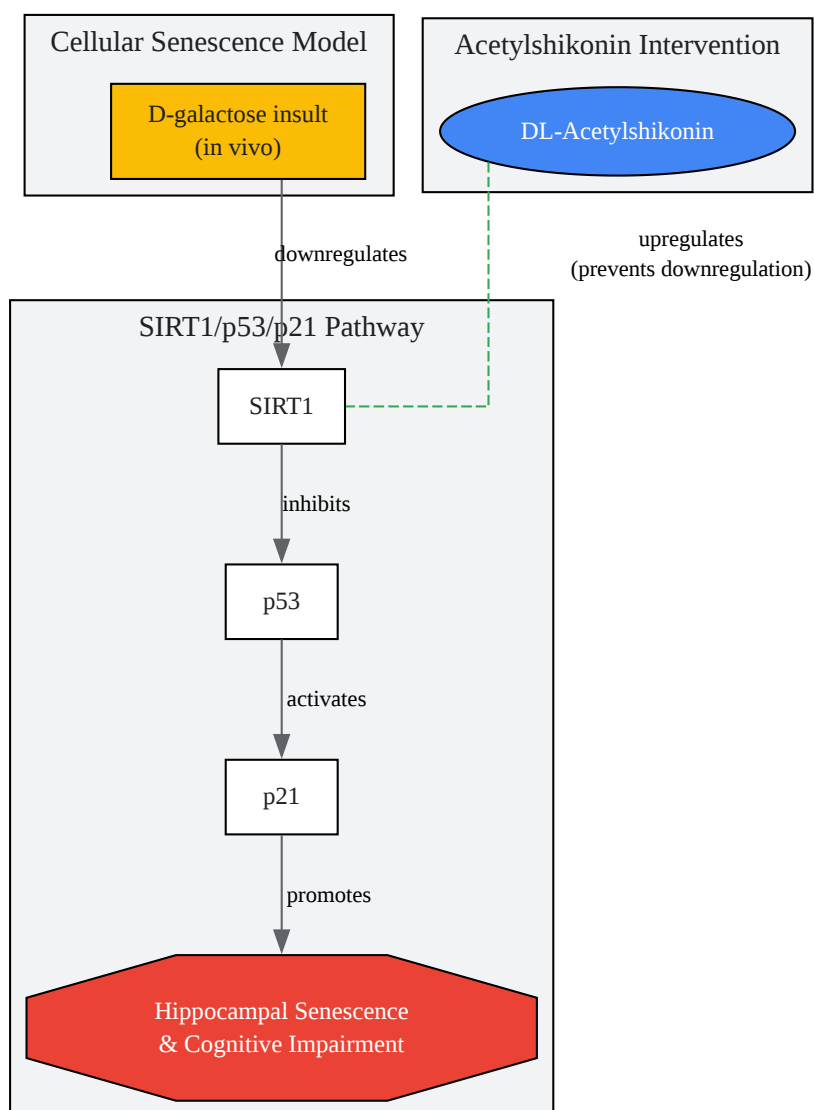 Cellular Senescence Model
D-galactose insult
(in vivo)
Acetylshikonin Intervention
DL-Acetylshikonin
downregulates
upregulates
(prevents downregulation)
SIRT1/p53/p21 Pathway
SIRT1
inhibits
p53
activates
p21
promotes
Hippocampal Senescence
& Cognitive Impairment